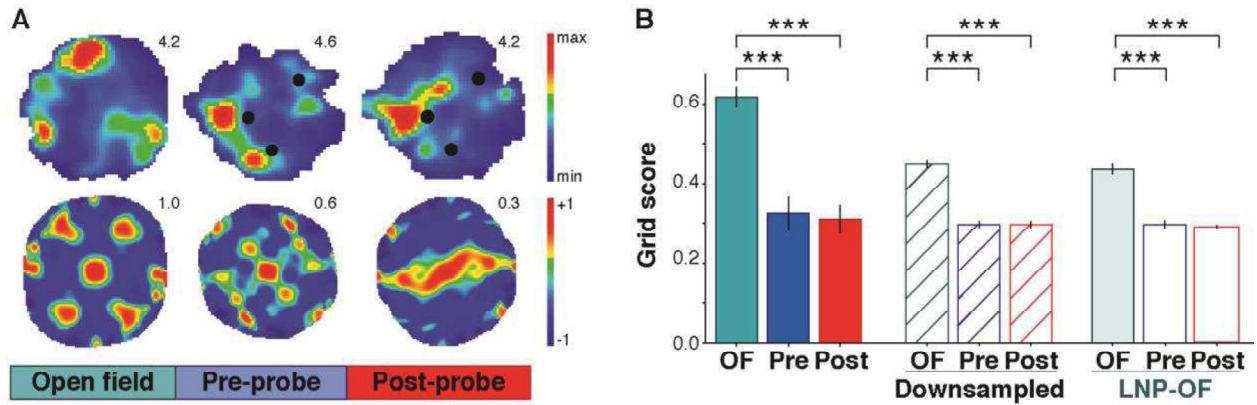 A
4.2
4.6
4.2
max
min
1.0
0.6
0.3
+1
-1
Open field
Pre-probe
Post-probe
B
***
***
***
***
***
***
Grid score
0.6
0.4
0.2
0.0
OF Pre Post
OF Pre Post
OF Pre Post
Downsampled
LNP-OF